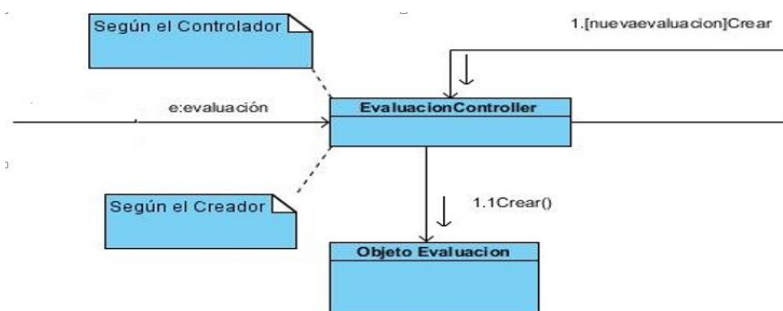 Según el Controlador
1.[nuevaevaluacion]Crear
e:evaluación
EvaluacionController
Según el Creador
1.1Crear()
Objeto Evaluacion